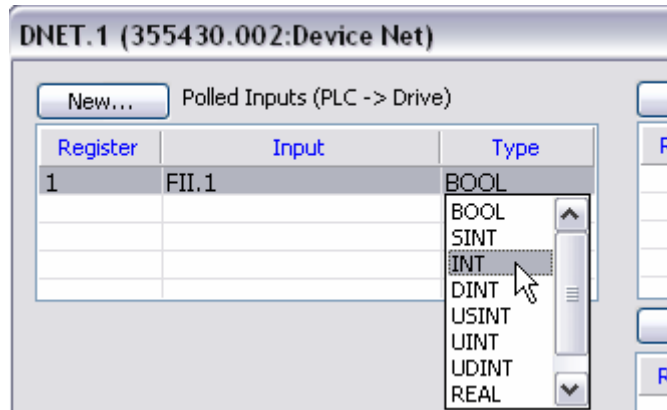 DNET.1 (355430.002:Device Net)
New... Polled Inputs (PLC -> Drive)
Register Input Type
1 FII.1 BOOL
BOOL
SINT
INT
DINT
USINT
UINT
UDINT
REAL